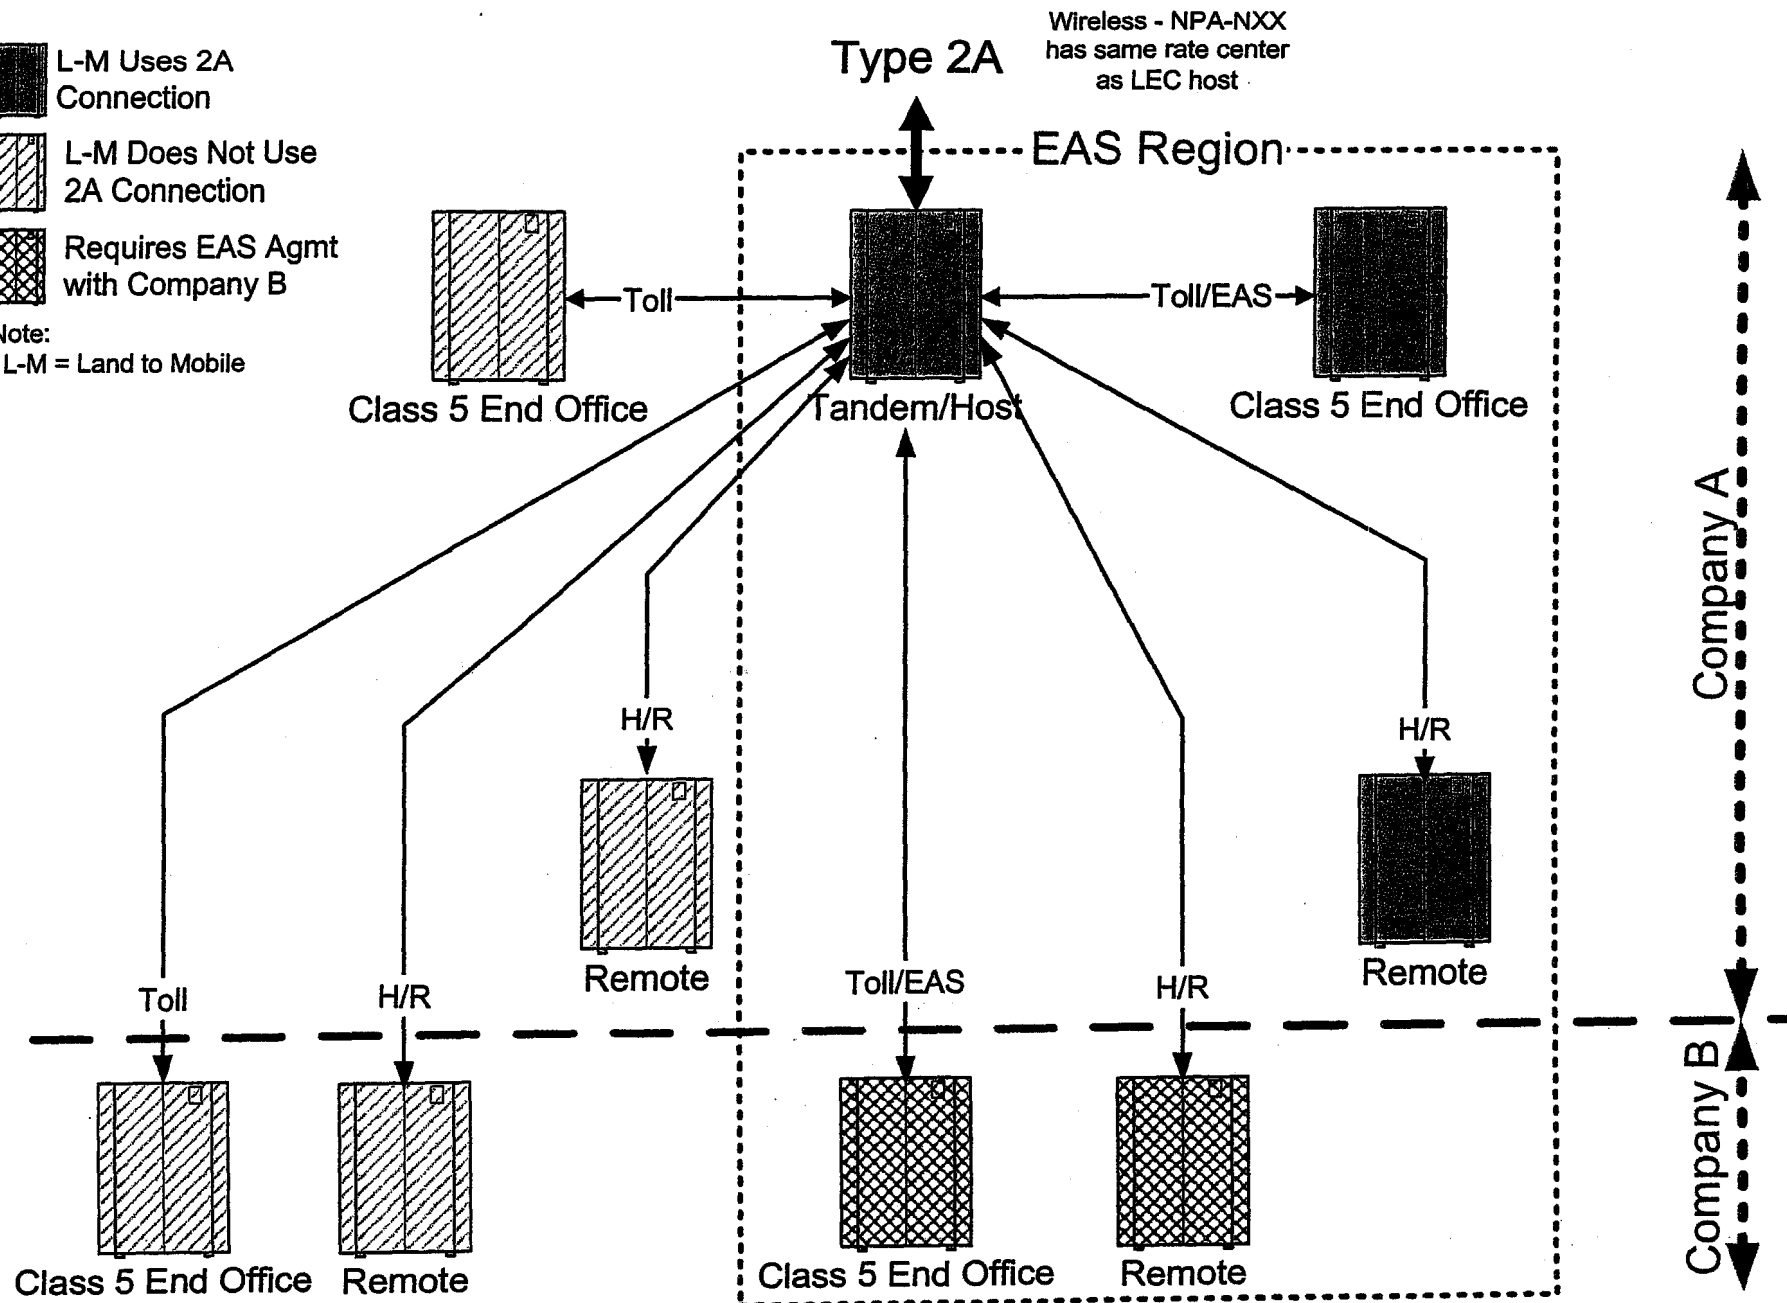 Wireless - NPA-NXX
has same rate center
as LEC host
Type 2A
L-M Uses 2A
Connection
L-M Does Not Use
2A Connection
Requires EAS Agmt
with Company B
Note:
L-M = Land to Mobile
EAS Region
Toll
Toll/EAS
Class 5 End Office
Tandem/Host
Class 5 End Office
Company A
H/R
H/R
Remote
Remote
Toll
H/R
Toll/EAS
H/R
Company B
Class 5 End Office
Remote
Class 5 End Office
Remote